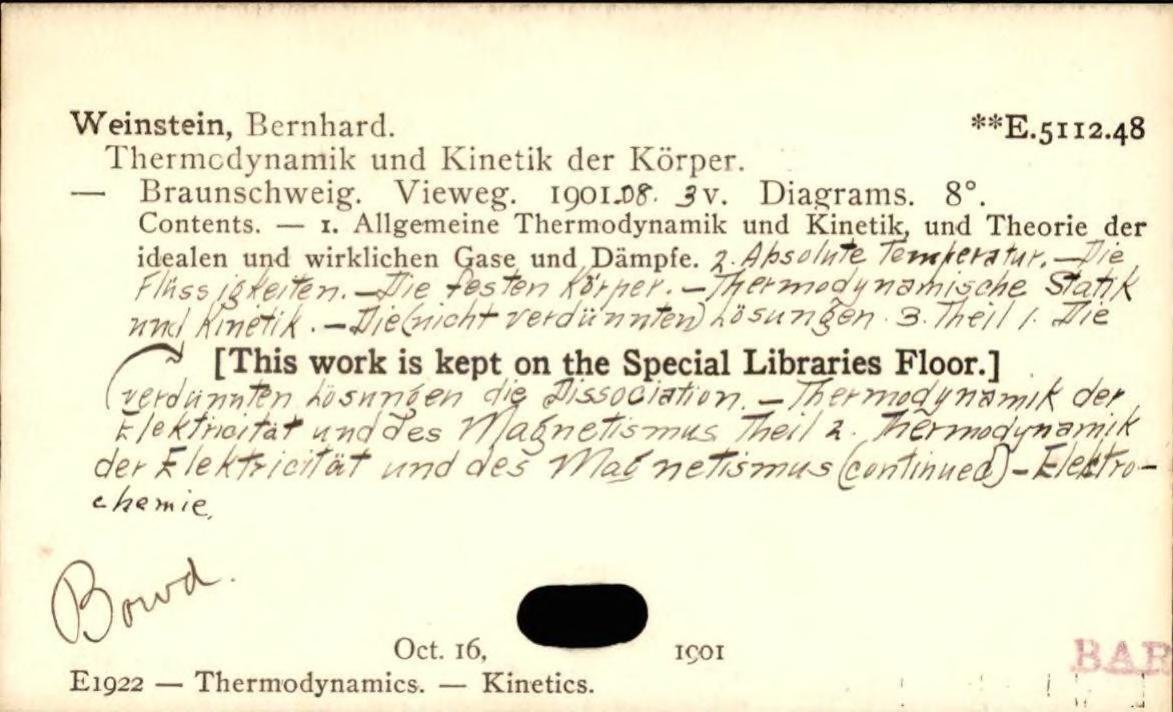 Weinstein, Bernhard. **E.5112.48
Thermodynamik und Kinetik der Körper.
— Braunschweig. Vieweg. 1901-08. 3 v. Diagrams. 8°.
Contents. — 1. Allgemeine Thermodynamik und Kinetik, und Theorie der
idealen und wirklichen Gase und Dämpfe. 2. Absolute Temperatur. — Die
Flüssigkeiten. — Die festen Körper. — Thermodynamische Statik
und Kinetik. — Die (nicht verdünnten) Lösungen. 3. Theil 1. Die
[This work is kept on the Special Libraries Floor.]
(verdünnten Lösungen die Dissociation. — Thermodynamik der
Elektricität und des Magnetismus Theil 2. Thermodynamik
der Elektricität und des Magnetismus (continued) - Elektro-
chemie.
Bowd.
Oct. 16, 1901
BAB
E1922 — Thermodynamics. — Kinetics.